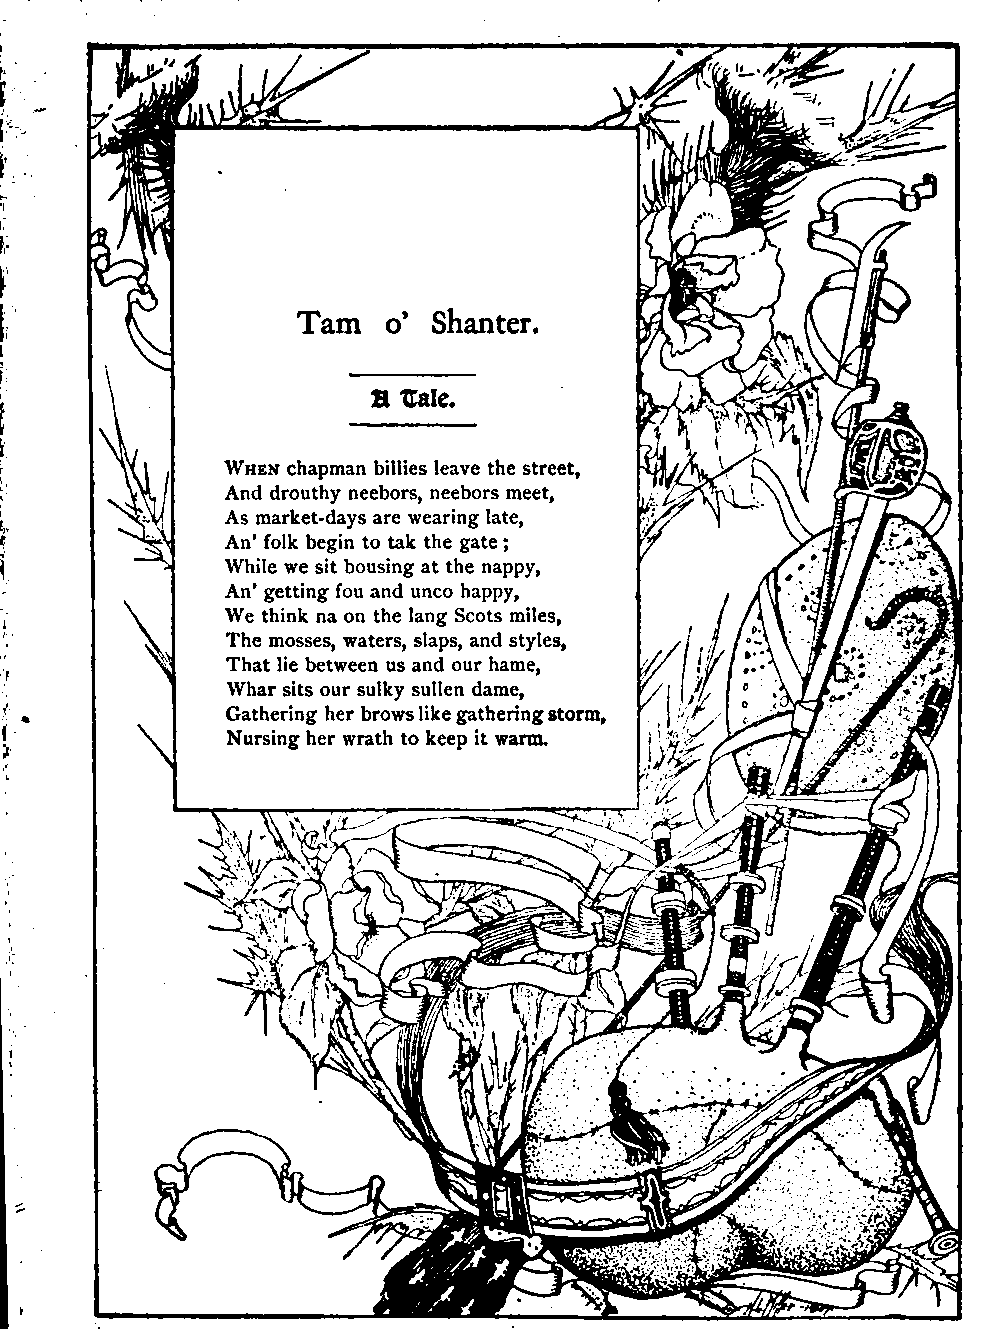 Tam o' Shanter.
A Tale.
WHEN chapman billies leave the street,
And drouthy neebors, neebors meet,
As market-days are wearing late,
An' folk begin to tak the gate;
While we sit bousing at the nappy,
An' getting fou and unco happy,
We think na on the lang Scots miles,
The mosses, waters, slaps, and styles,
That lie between us and our hame,
Whar sits our sulky sullen dame,
Gathering her brows like gathering storm,
Nursing her wrath to keep it warm.